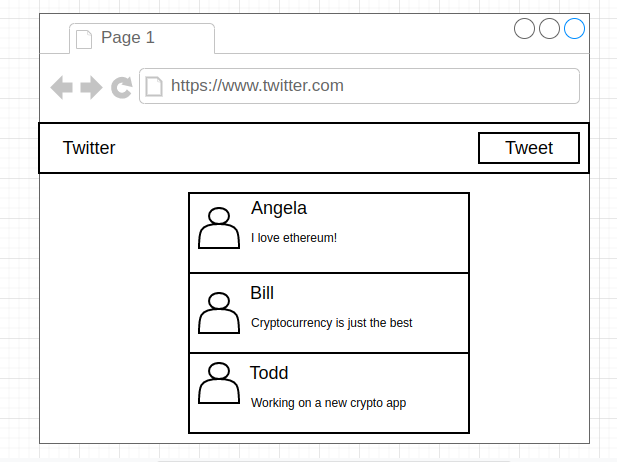 Page 1
https://www.twitter.com
Twitter
Tweet
Angela
I love ethereum!
Bill
Cryptocurrency is just the best
Todd
Working on a new crypto app